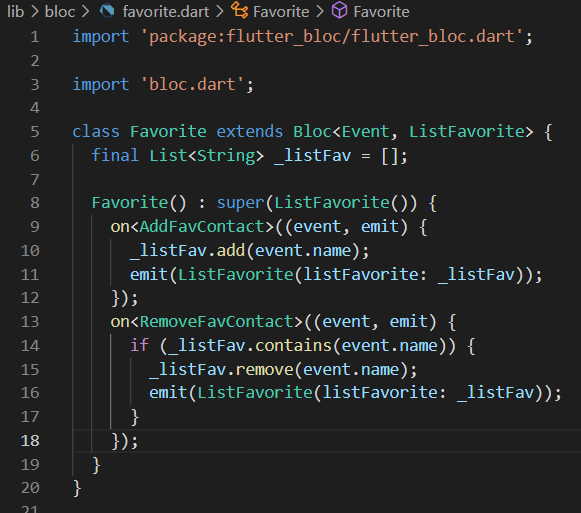 lib > bloc > favorite.dart > Favorite > Favorite
1 import 'package:flutter_bloc/flutter_bloc.dart';
2
3 import 'bloc.dart';
4
5 class Favorite extends Bloc<Event, ListFavorite> {
6   final List<String> _listFav = [];
7
8   Favorite() : super(ListFavorite()) {
9     on<AddFavContact>((event, emit) {
10       _listFav.add(event.name);
11       emit(ListFavorite(listFavorite: _listFav));
12     });
13     on<RemoveFavContact>((event, emit) {
14       if (_listFav.contains(event.name)) {
15         _listFav.remove(event.name);
16         emit(ListFavorite(listFavorite: _listFav));
17       }
18     });
19   }
20 }
21